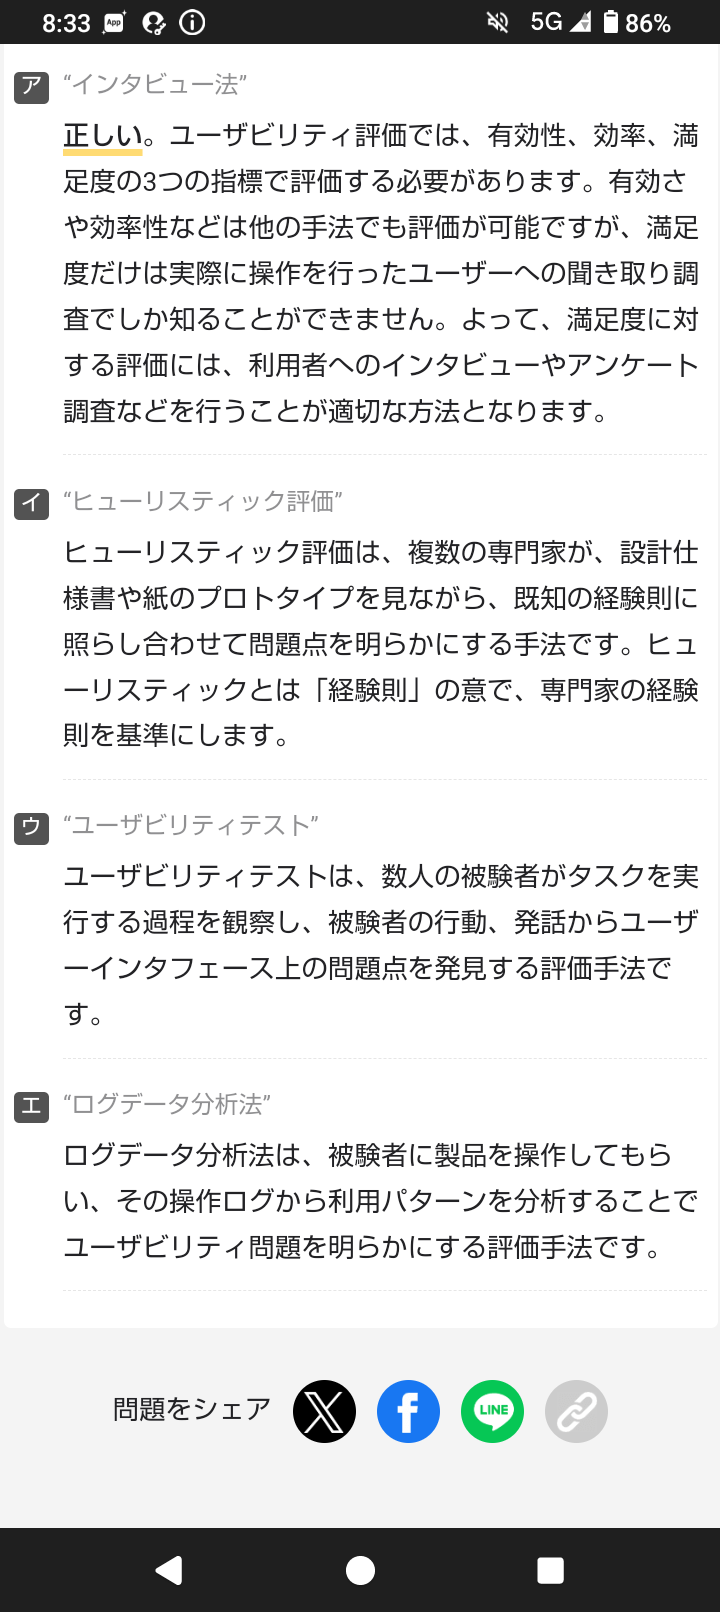 8:33 App 5G 86%
ア “インタビュー法”
正しい。ユーザビリティ評価では、有効性、効率、満
足度の3つの指標で評価する必要があります。有効さ
や効率性などは他の手法でも評価が可能ですが、満足
度だけは実際に操作を行ったユーザーへの聞き取り調
査でしか知ることができません。よって、満足度に対
する評価には、利用者へのインタビューやアンケート
調査などを行うことが適切な方法となります。
イ “ヒューリスティック評価”
ヒューリスティック評価は、複数の専門家が、設計仕
様書や紙のプロトタイプを見ながら、既知の経験則に
照らし合わせて問題点を明らかにする手法です。ヒュ
ーリスティックとは「経験則」の意で、専門家の経験
則を基準にします。
ウ “ユーザビリティテスト”
ユーザビリティテストは、数人の被験者がタスクを実
行する過程を観察し、被験者の行動、発話からユーザ
ーインタフェース上の問題点を発見する評価手法で
す。
エ “ログデータ分析法”
ログデータ分析法は、被験者に製品を操作してもら
い、その操作ログから利用パターンを分析することで
ユーザビリティ問題を明らかにする評価手法です。
問題をシェア LINE